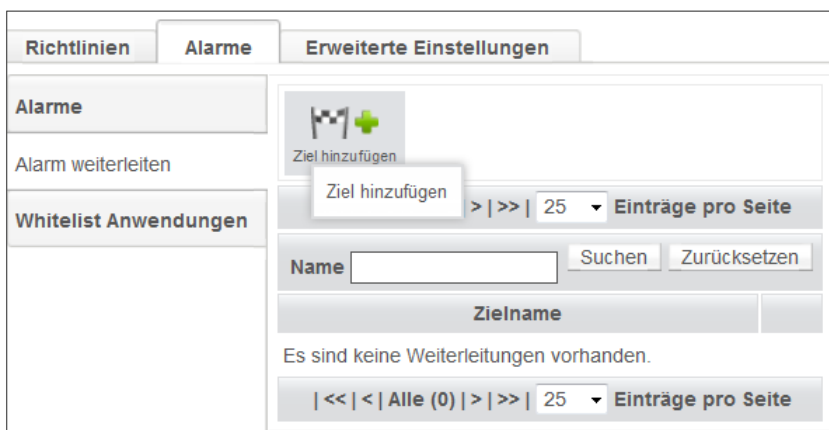 Richtlinien Alarme Erweiterte Einstellungen
Alarme
Alarm weiterleiten
Whitelist Anwendungen
Ziel hinzufügen
Ziel hinzufügen
| > | >> | 25 Einträge pro Seite
Name Suchen Zurücksetzen
Zielname
Es sind keine Weiterleitungen vorhanden.
| << | < | Alle (0) | > | >> | 25 Einträge pro Seite